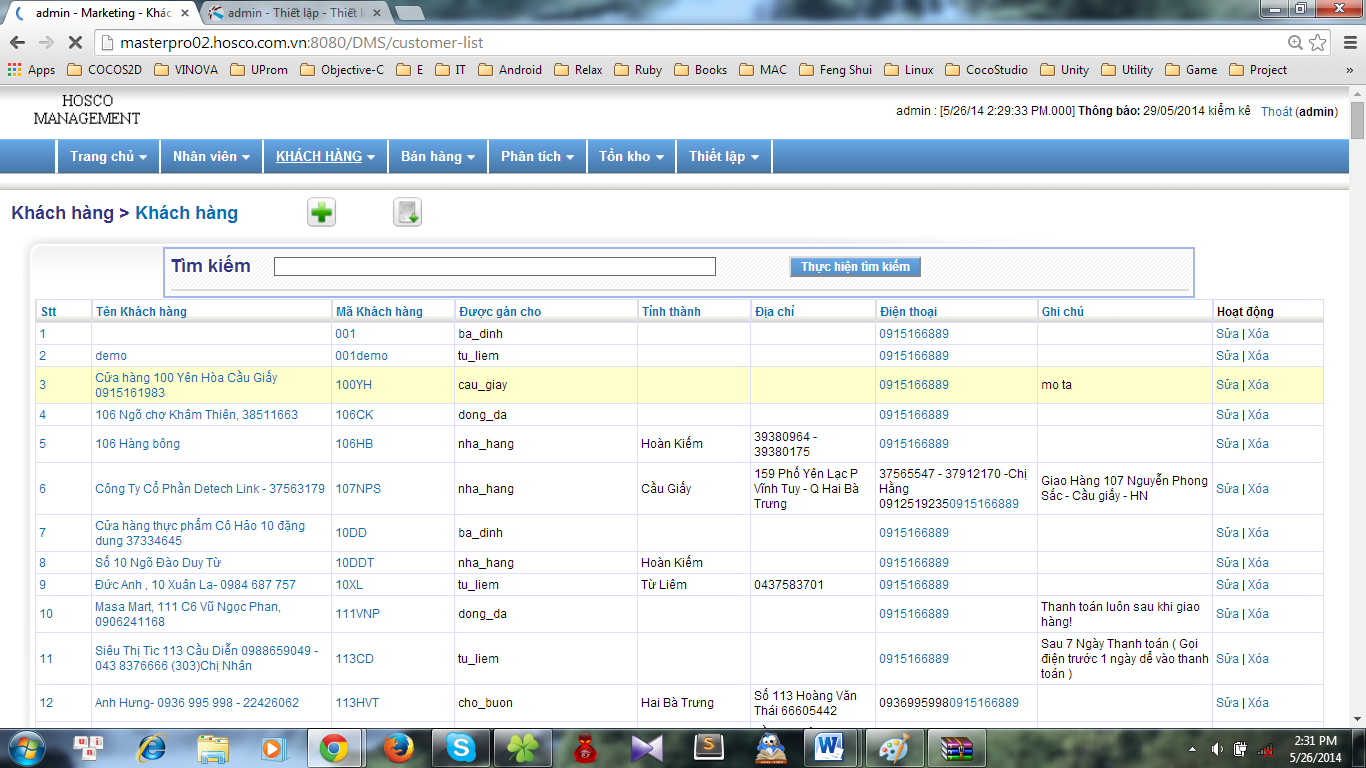 admin - Marketing - Khác
admin - Thiết lập - Thiết l
masterpro02.hosco.com.vn:8080/DMS/customer-list
Apps COCOS2D VINOVA UProm Objective-C E IT Android Relax Ruby Books MAC Feng Shui Linux CocoStudio Unity Utility Game Project »
HOSCO
MANAGEMENT
admin : [5/26/14 2:29:33 PM.000] Thông báo: 29/05/2014 kiểm kê Thoát (admin)
Trang chủ Nhân viên KHÁCH HÀNG Bán hàng Phân tích Tồn kho Thiết lập
Khách hàng > Khách hàng
Tìm kiếm Thực hiện tìm kiếm
Stt Tên Khách hàng Mã Khách hàng Được gán cho Tỉnh thành Địa chỉ Điện thoại Ghi chú Hoạt động
1 001 ba_dinh 0915166889 Sửa | Xóa
2 demo 001demo tu_liem 0915166889 Sửa | Xóa
3 Cửa hàng 100 Yên Hòa Cầu Giấy
0915161983 100YH cau_giay 0915166889 mo ta Sửa | Xóa
4 106 Ngõ chợ Khâm Thiên, 38511663 106CK dong_da 0915166889 Sửa | Xóa
5 106 Hàng bông 106HB nha_hang Hoàn Kiếm 39380964 -
39380175 0915166889 Sửa | Xóa
6 Công Ty Cổ Phần Detech Link - 37563179 107NPS nha_hang Cầu Giấy 159 Phố Yên Lạc P
Vĩnh Tuy - Q Hai Bà
Trưng 37565547 - 37912170 -Chị
Hằng
09125192350915166889 Giao Hàng 107 Nguyễn Phong
Sắc - Cầu giấy - HN Sửa | Xóa
7 Cửa hàng thực phẩm Cô Hảo 10 đặng
dung 37334645 10DD ba_dinh 0915166889 Sửa | Xóa
8 Số 10 Ngõ Đào Duy Từ 10DDT nha_hang Hoàn Kiếm 0915166889 Sửa | Xóa
9 Đức Anh , 10 Xuân La- 0984 687 757 10XL tu_liem Từ Liêm 0437583701 0915166889 Sửa | Xóa
10 Masa Mart, 111 C6 Vũ Ngọc Phan,
0906241168 111VNP dong_da 0915166889 Thanh toán luôn sau khi giao
hàng! Sửa | Xóa
11 Siêu Thị Tic 113 Cầu Diễn 0988659049 -
043 8376666 (303)Chị Nhân 113CD tu_liem 0915166889 Sau 7 Ngày Thanh toán ( Gọi
điện trước 1 ngày dể vào thanh
toán ) Sửa | Xóa
12 Anh Hưng- 0936 995 998 - 22426062 113HVT cho_buon Hai Bà Trưng Số 113 Hoàng Văn
Thái 66605442 09369959980915166889 Sửa | Xóa
2:31 PM
5/26/2014